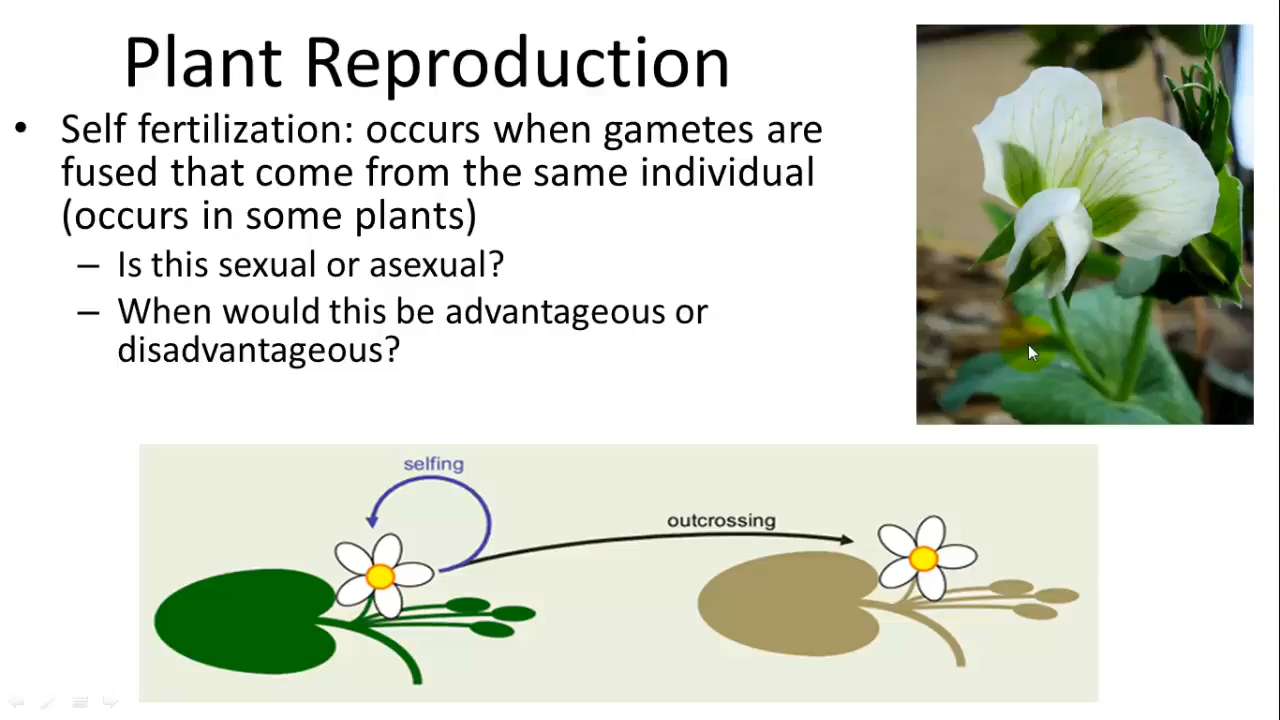 Plant Reproduction
• Self fertilization: occurs when gametes are
fused that come from the same individual
(occurs in some plants)
– Is this sexual or asexual?
– When would this be advantageous or
disadvantageous?
selfing
outcrossing